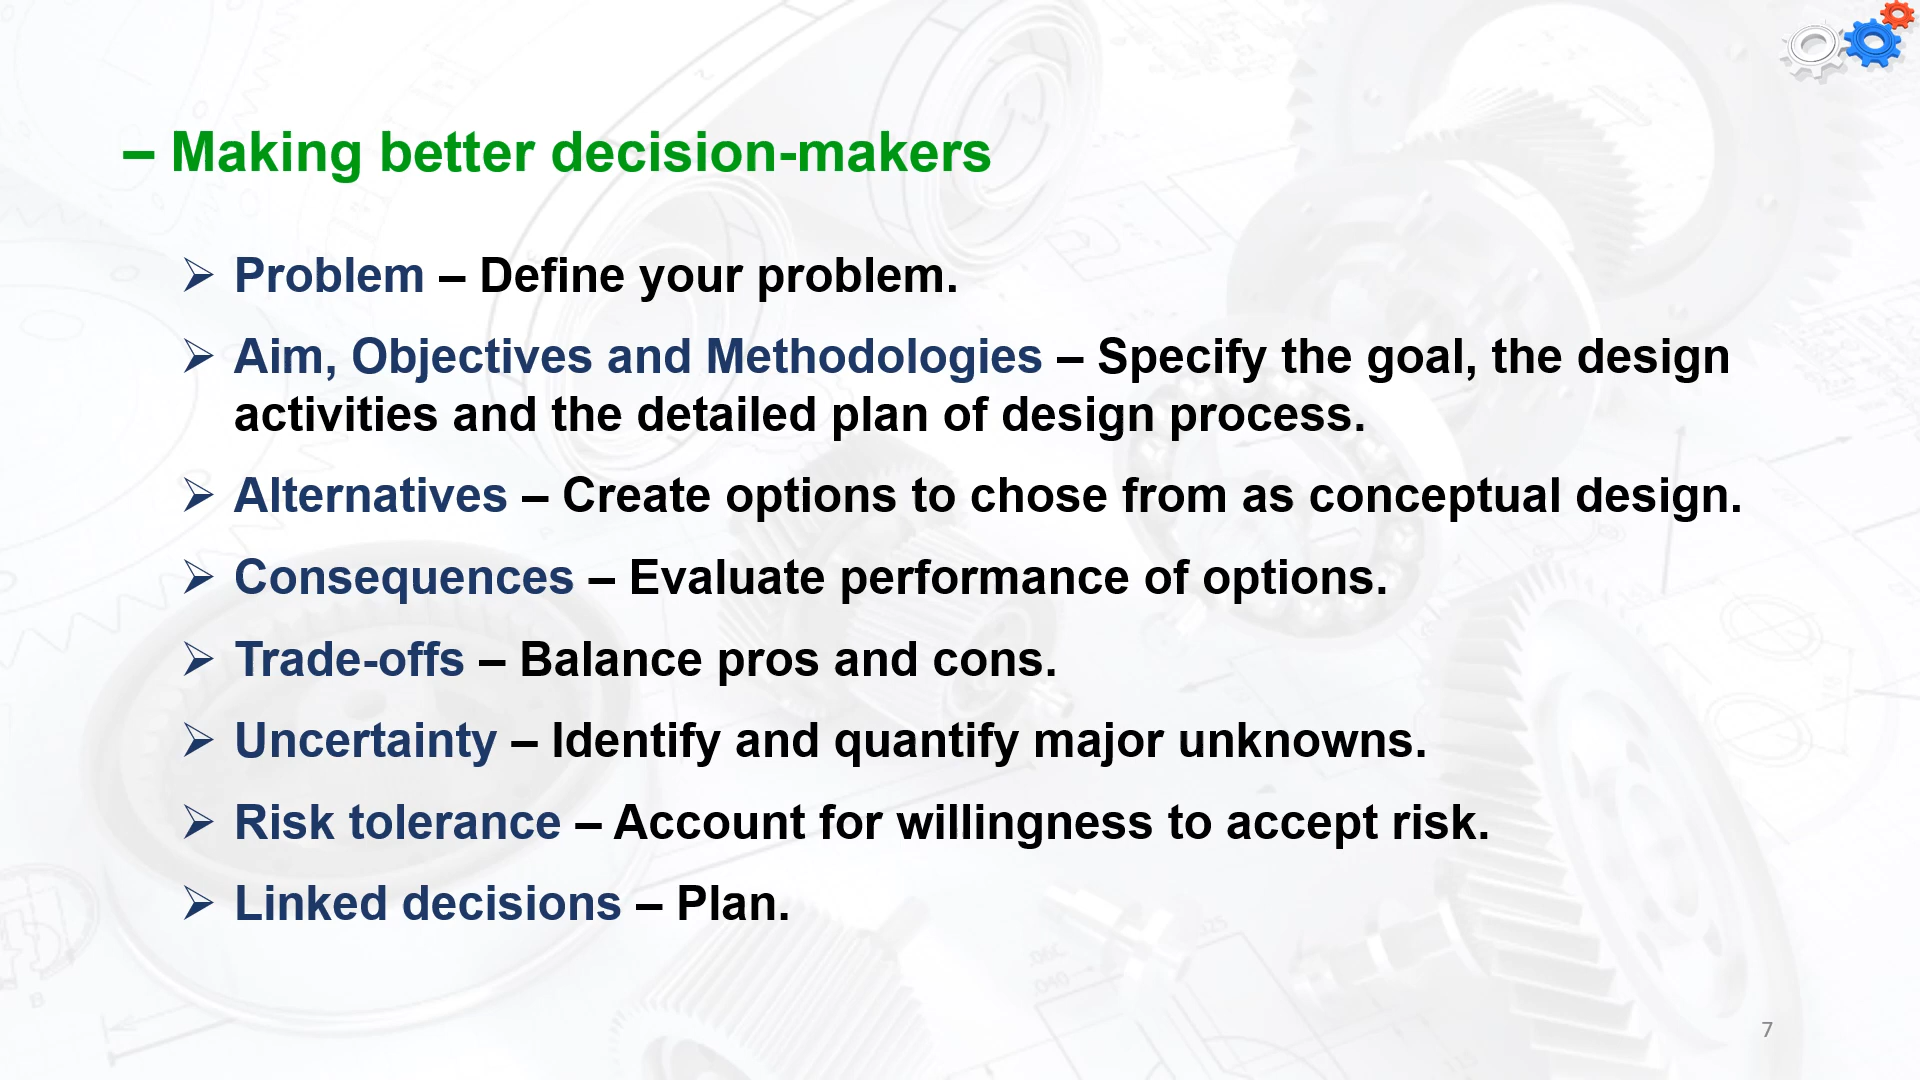 – Making better decision-makers
➢ Problem – Define your problem.
➢ Aim, Objectives and Methodologies – Specify the goal, the design
activities and the detailed plan of design process.
➢ Alternatives – Create options to chose from as conceptual design.
➢ Consequences – Evaluate performance of options.
➢ Trade-offs – Balance pros and cons.
➢ Uncertainty – Identify and quantify major unknowns.
➢ Risk tolerance – Account for willingness to accept risk.
➢ Linked decisions – Plan.
7